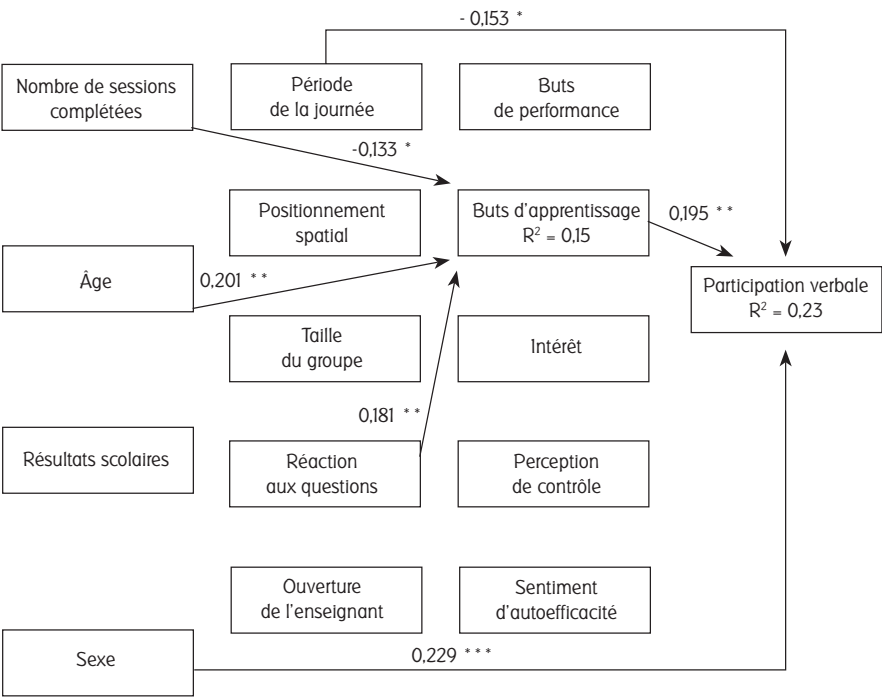 - 0,153 *
Nombre de sessions
complétées
Période
de la journée
Buts
de performance
-0,133 *
Positionnement
spatial
Buts d'apprentissage
R² = 0,15
0,195 **
Âge
0,201 **
Participation verbale
R² = 0,23
Taille
du groupe
Intérêt
0,181 **
Résultats scolaires
Réaction
aux questions
Perception
de contrôle
Ouverture
de l'enseignant
Sentiment
d'autoefficacité
Sexe
0,229 ***